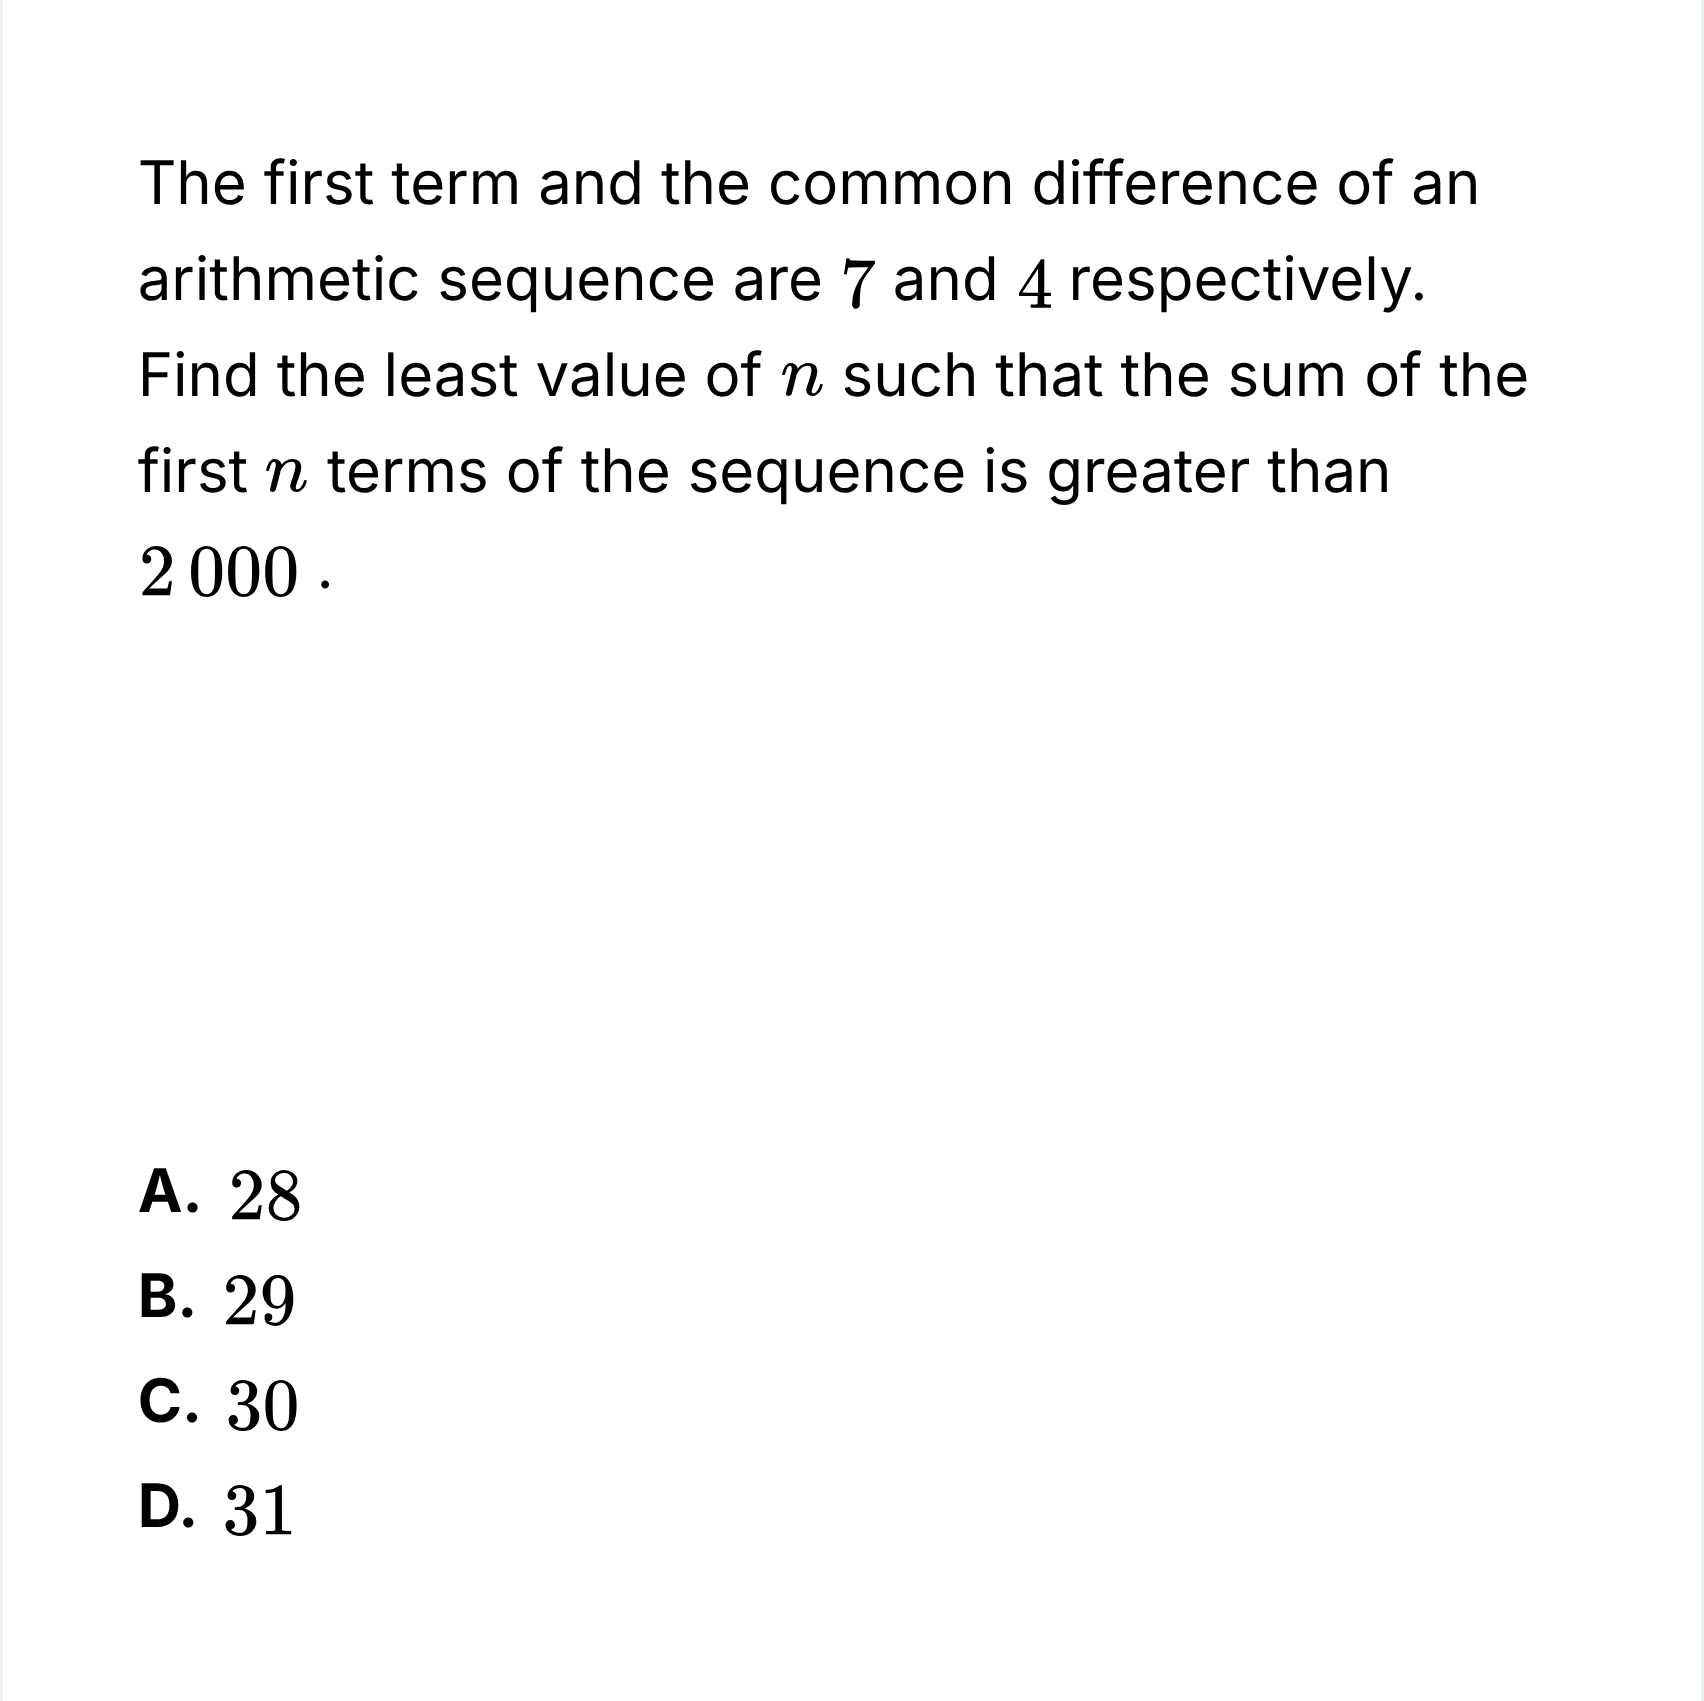 The first term and the common difference of an
arithmetic sequence are 7 and 4 respectively.
Find the least value of n such that the sum of the
first n terms of the sequence is greater than
2 000 .
A. 28
B. 29
C. 30
D. 31